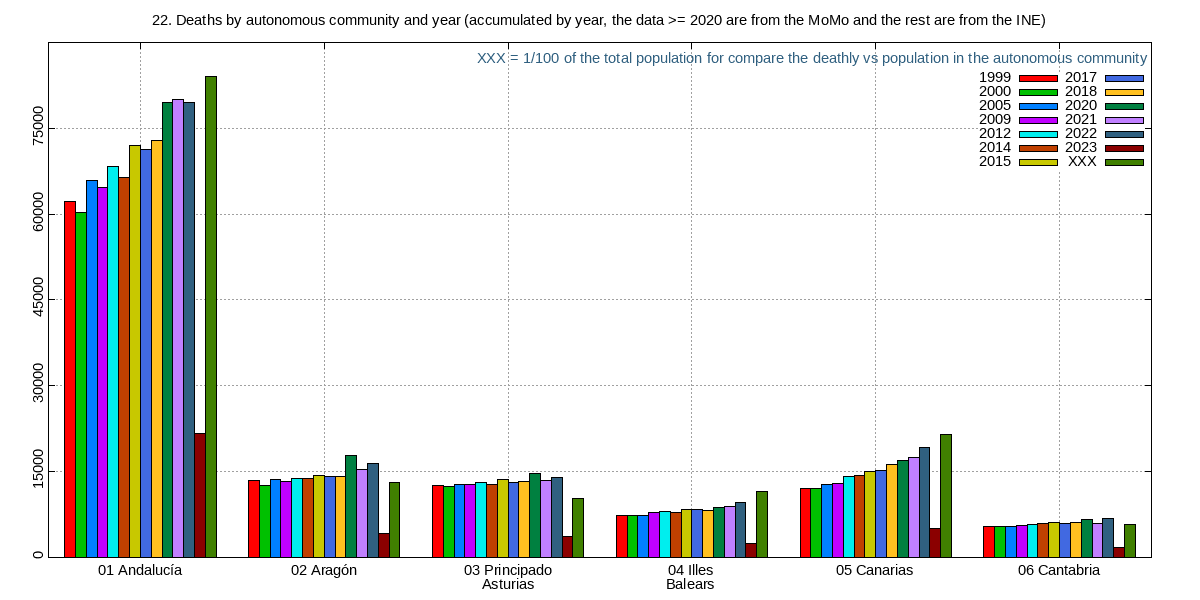 22. Deaths by autonomous community and year (accumulated by year, the data >= 2020 are from the MoMo and the rest are from the INE)
XXX = 1/100 of the total population for compare the deathly vs population in the autonomous community
1999 2017
2000 2018
2005 2020
2009 2021
2012 2022
2014 2023
2015 XXX
75000
60000
45000
30000
15000
0
01 Andalucía 02 Aragón 03 Principado 04 Illes 05 Canarias 06 Cantabria
Asturias Balears